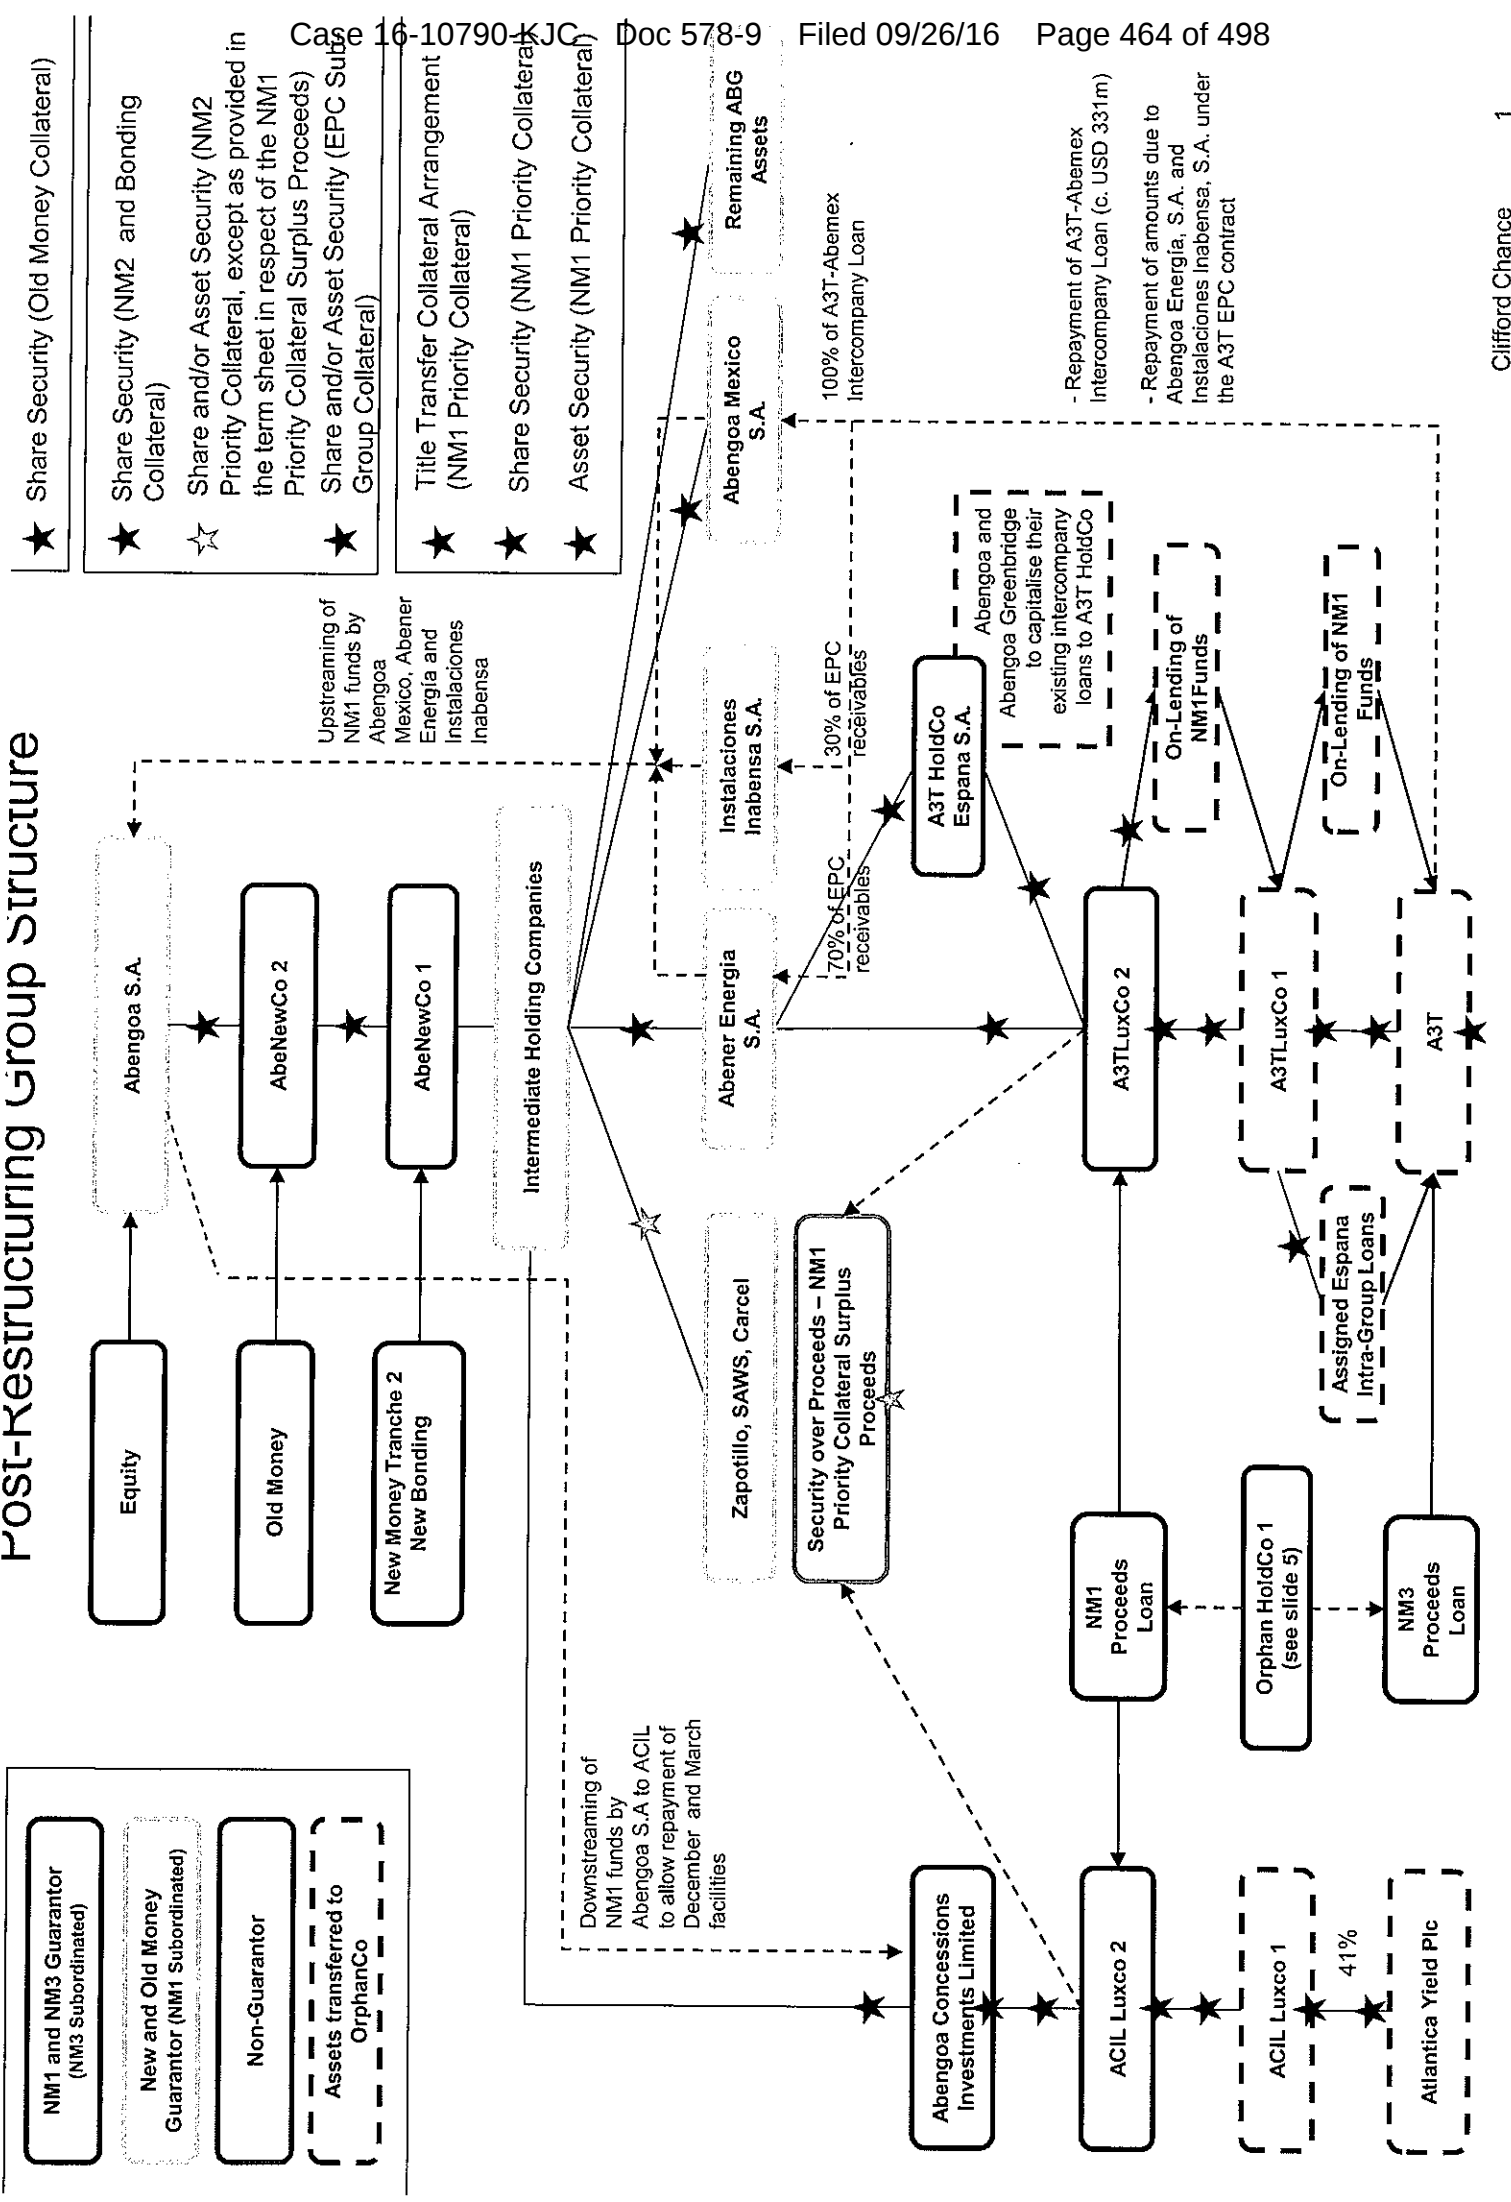 Case 16-10790-KJC Doc 578-9 Filed 09/26/16 Page 464 of 498
Post-Restructuring Group Structure
NM1 and NM3 Guarantor
(NM3 Subordinated)
New and Old Money
Guarantor (NM1 Subordinated)
Non-Guarantor
Assets transferred to
OrphanCo
Share Security (Old Money Collateral)
Share Security (NM2 and Bonding
Collateral)
Share and/or Asset Security (NM2
Priority Collateral, except as provided in
the term sheet in respect of the NM1
Priority Collateral Surplus Proceeds)
Share and/or Asset Security (EPC Sub-
Group Collateral)
Title Transfer Collateral Arrangement
(NM1 Priority Collateral)
Share Security (NM1 Priority Collateral)
Asset Security (NM1 Priority Collateral)
Equity
Abengoa S.A.
Old Money
AbeNewCo 2
New Money Tranche 2
New Bonding
AbeNewCo 1
Upstreaming of
NM1 funds by
Abengoa
Mexico, Abener
Energía and
Instalaciones
Inabensa
Intermediate Holding Companies
Downstreaming of
NM1 funds by
Abengoa S.A to ACIL
to allow repayment of
December and March
facilities
Zapotillo, SAWS, Carcel
Abener Energia
S.A.
Instalaciones
Inabensa S.A.
Abengoa Mexico
S.A.
Remaining ABG
Assets
Security over Proceeds – NM1
Priority Collateral Surplus
Proceeds
70% of EPC
receivables
30% of EPC
receivables
100% of A3T-Abemex
Intercompany Loan
Abengoa Concessions
Investments Limited
A3T HoldCo
Espana S.A.
Abengoa and
Abengoa Greenbridge
to capitalise their
existing intercompany
loans to A3T HoldCo
- Repayment of A3T-Abemex
Intercompany Loan (c. USD 331m)
- Repayment of amounts due to
Abengoa Energía, S.A. and
Instalaciones Inabensa, S.A. under
the A3T EPC contract
ACIL Luxco 2
NM1
Proceeds
Loan
A3TLuxCo 2
On-Lending of
NM1Funds
ACIL Luxco 1
Orphan HoldCo 1
(see slide 5)
A3TLuxCo 1
Assigned Espana
Intra-Group Loans
On-Lending of NM1
Funds
41%
Atlantica Yield Plc
NM3
Proceeds
Loan
A3T
Clifford Chance 1